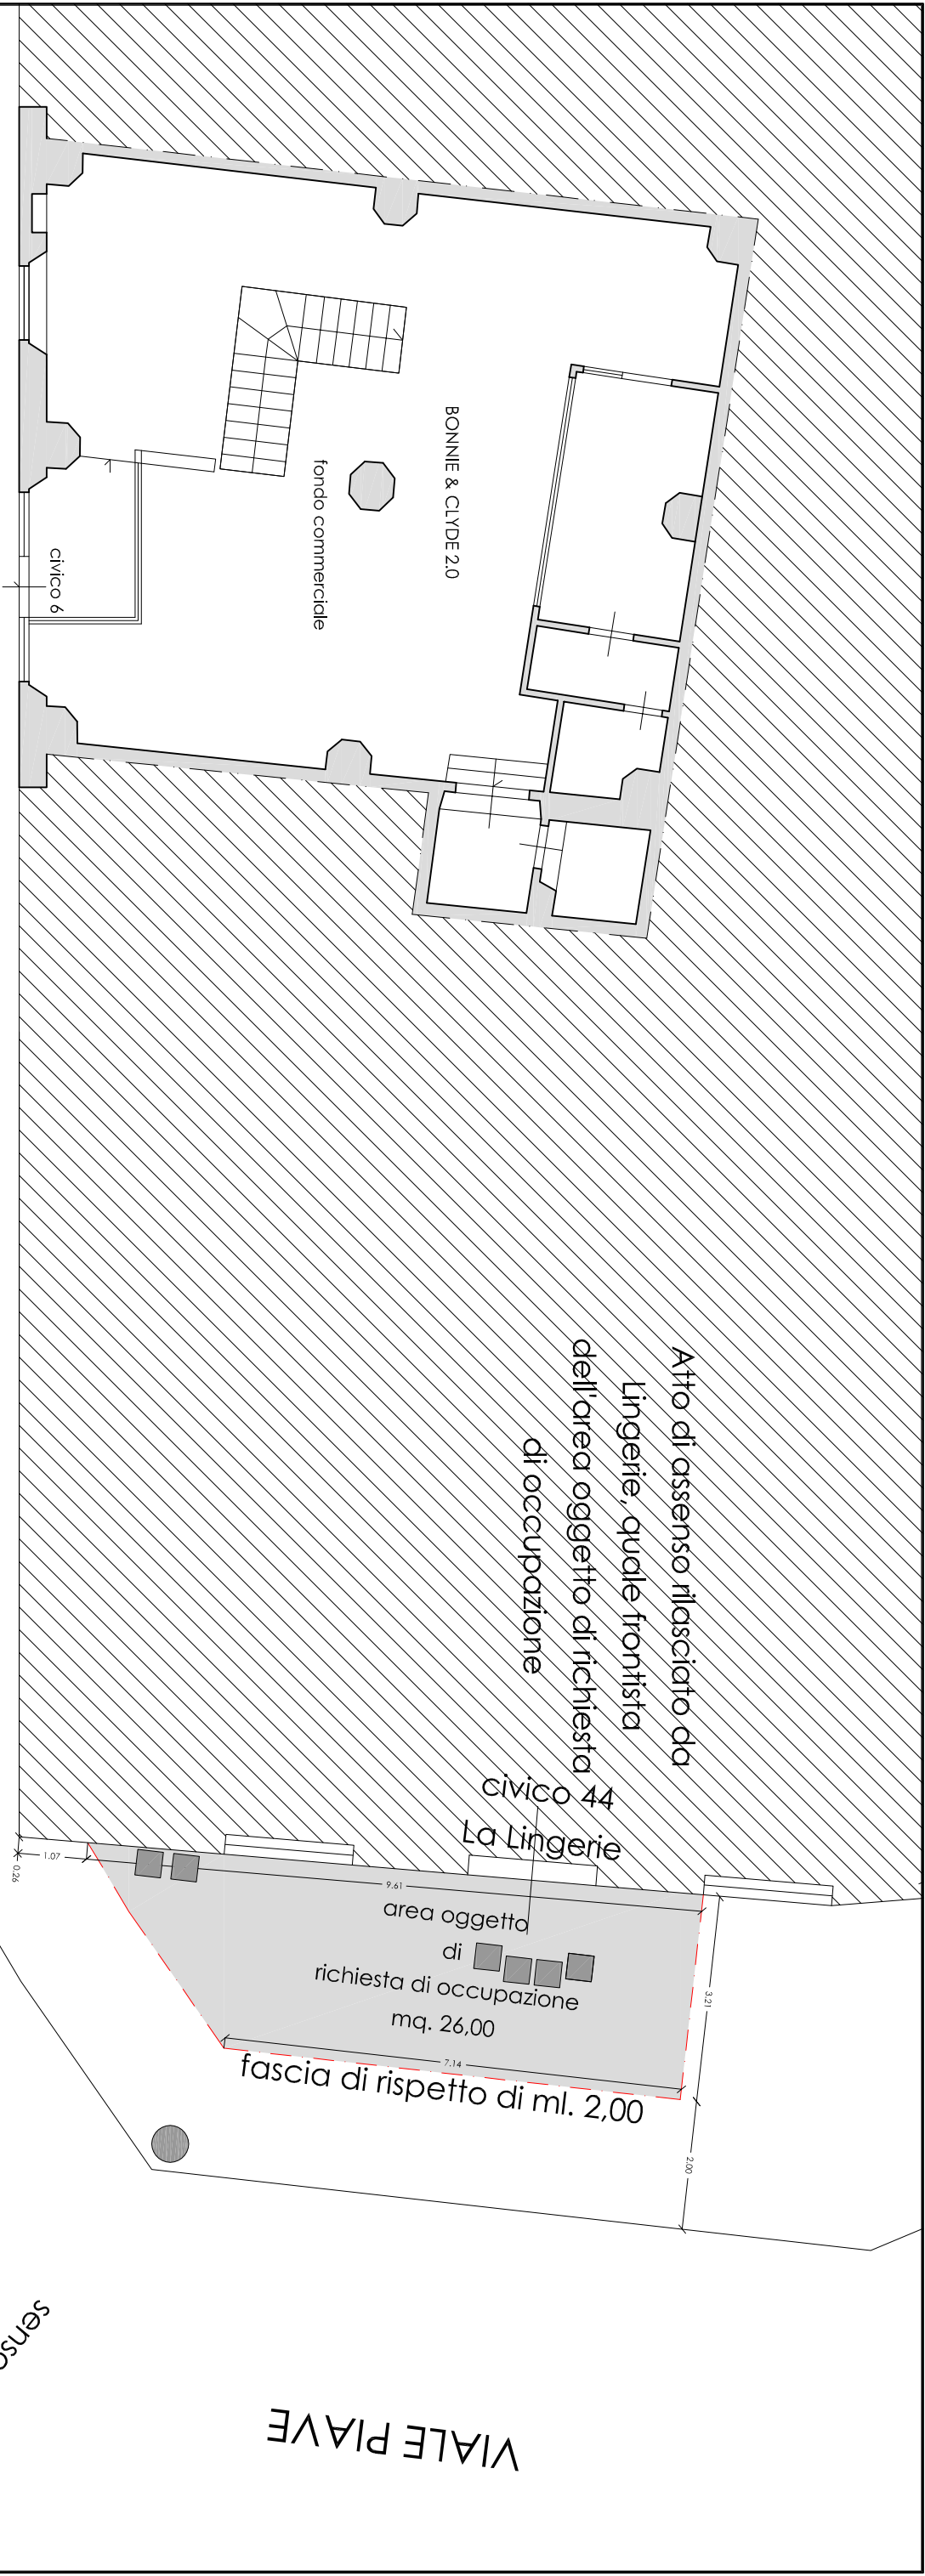 BONNIE & CLYDE 2.0
fondo commerciale
civico 6
Atto di assenso rilasciato da
Lingerie, quale frontista
dell'area oggetto di richiesta
di occupazione
civico 44
La Lingerie
1.07
0.26
9.61
area oggetto
di
richiesta di occupazione
mq. 26,00
3.21
7.14
fascia di rispetto di ml. 2,00
2.00
senso
VIALE PIAVE